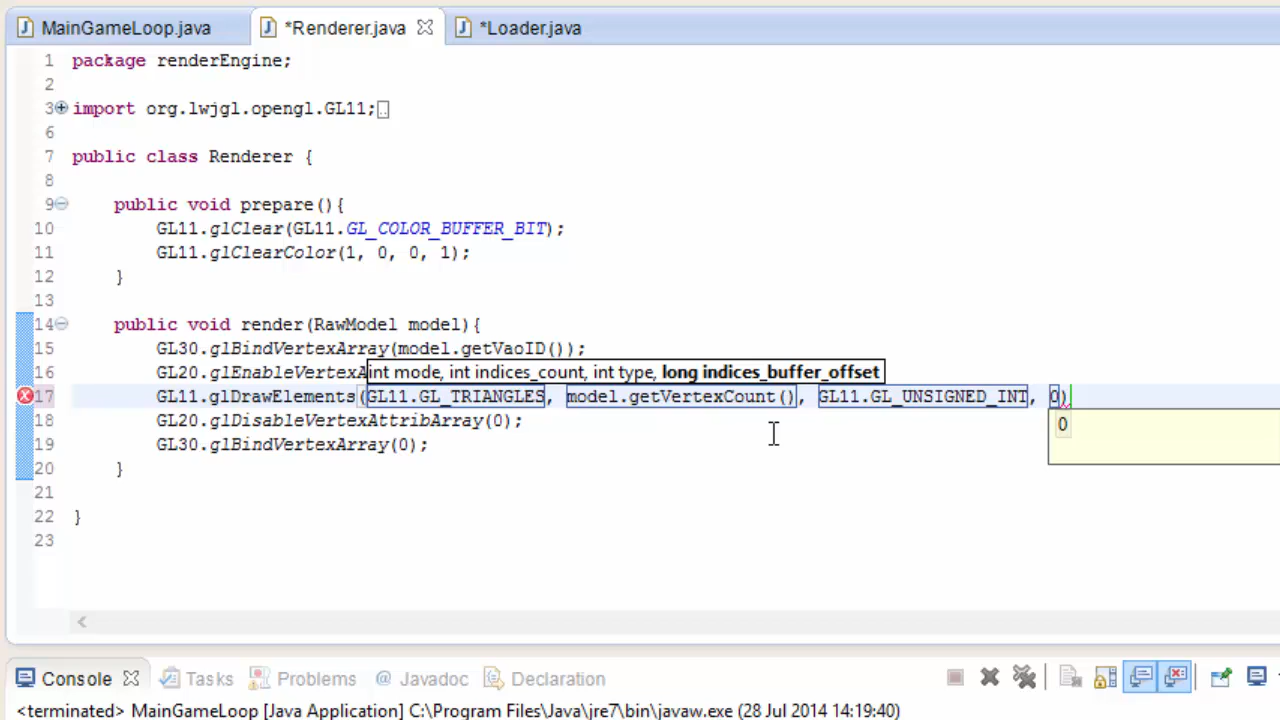 MainGameLoop.java *Renderer.java *Loader.java
1 package renderEngine;
2
3 import org.lwjgl.opengl.GL11;
6
7 public class Renderer {
8
9 public void prepare(){
10 GL11.glClear(GL11.GL_COLOR_BUFFER_BIT);
11 GL11.glClearColor(1, 0, 0, 1);
12 }
13
14 public void render(RawModel model){
15 GL30.glBindVertexArray(model.getVaoID());
16 GL20.glEnableVertexA int mode, int indices_count, int type, long indices_buffer_offset
17 GL11.glDrawElements(GL11.GL_TRIANGLES, model.getVertexCount(), GL11.GL_UNSIGNED_INT, 0)
18 GL20.glDisableVertexAttribArray(0); 0
19 GL30.glBindVertexArray(0);
20 }
21
22 }
23
Console Tasks Problems @ Javadoc Declaration
<terminated> MainGameLoop [Java Application] C:\Program Files\Java\jre7\bin\javaw.exe (28 Jul 2014 14:19:40)